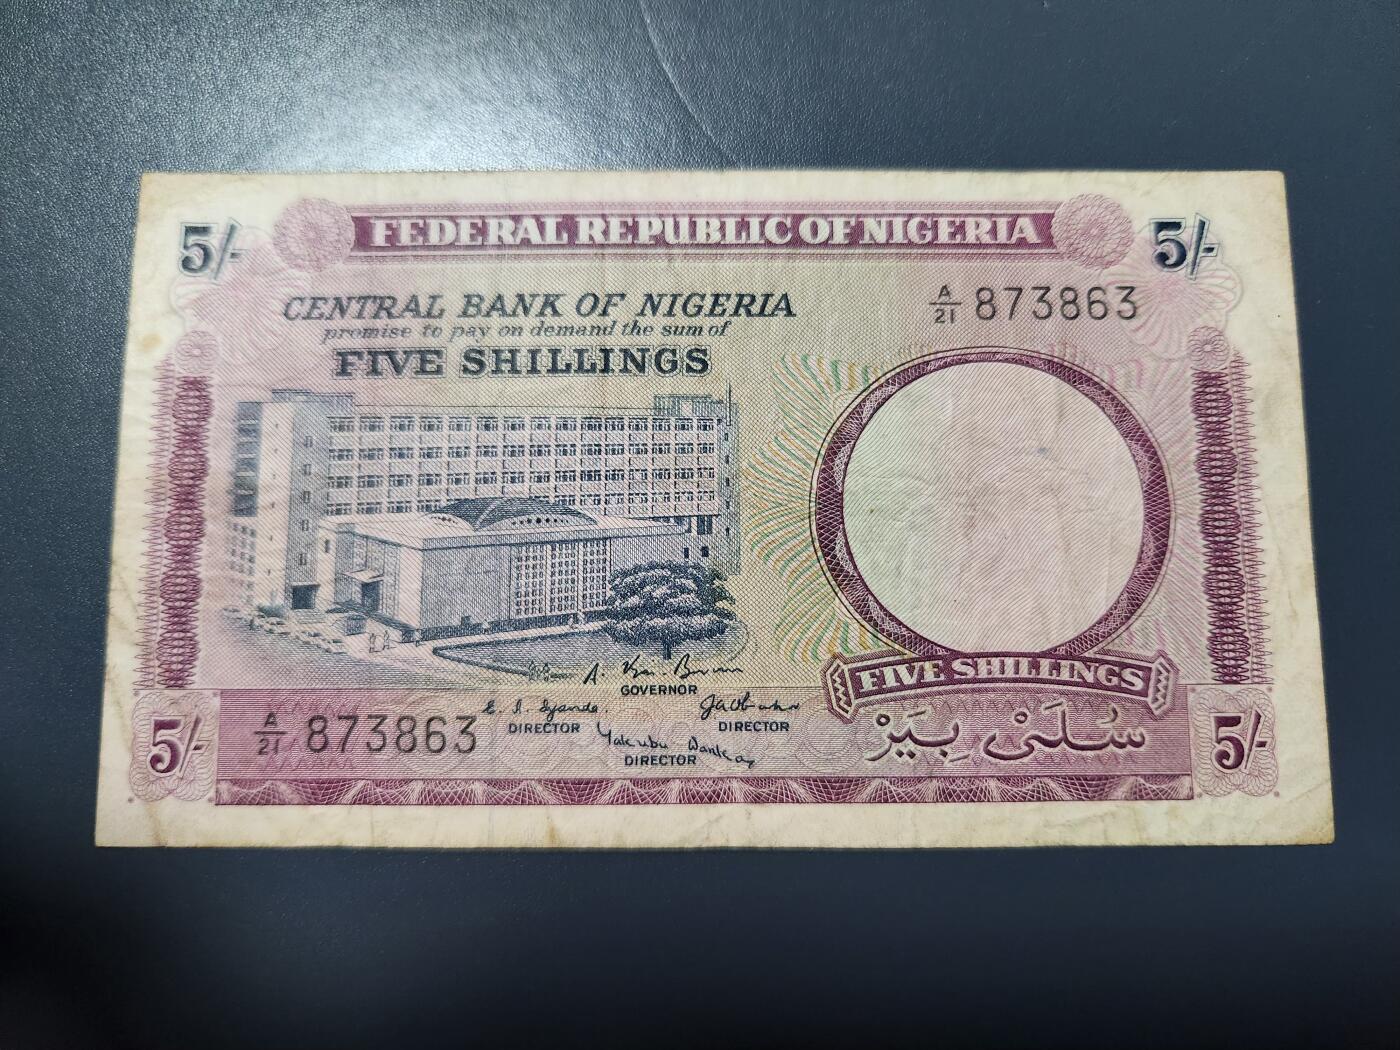 FEDERAL REPUBLIC OF NIGERIA
5/-
5/-
CENTRAL BANK OF NIGERIA
promise to pay on demand the sum of
FIVE SHILLINGS
A/21 873863
GOVERNOR
DIRECTOR
DIRECTOR
DIRECTOR
A/21 873863
FIVE SHILLINGS
سُلَىْ بِيَرْ
5/-
5/-